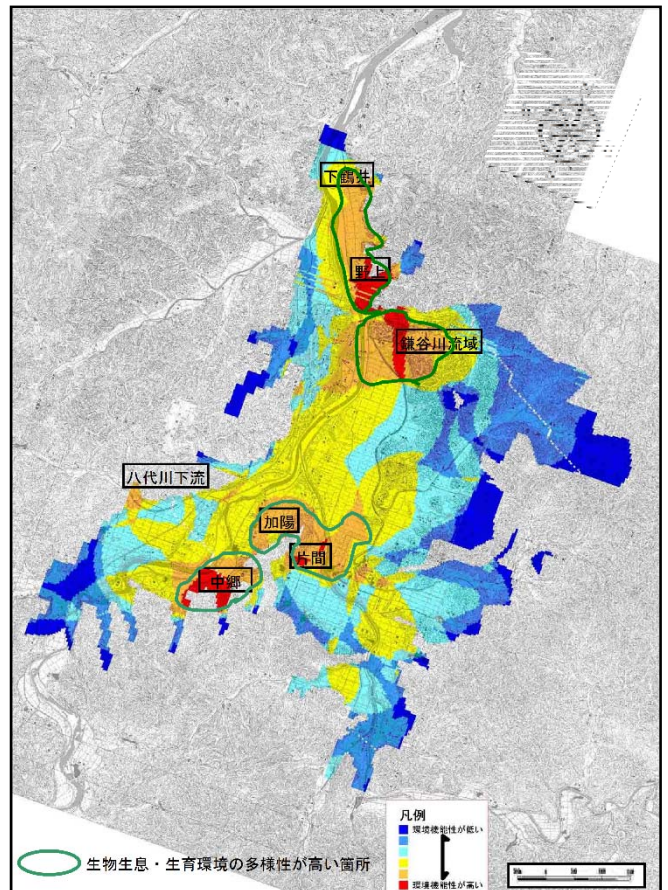 下鶴井
野上
鎌谷川流域
八代川下流
加陽
片間
中郷
凡例
環境機能性が低い
環境機能性が高い
生物生息・生育環境の多様性が高い箇所